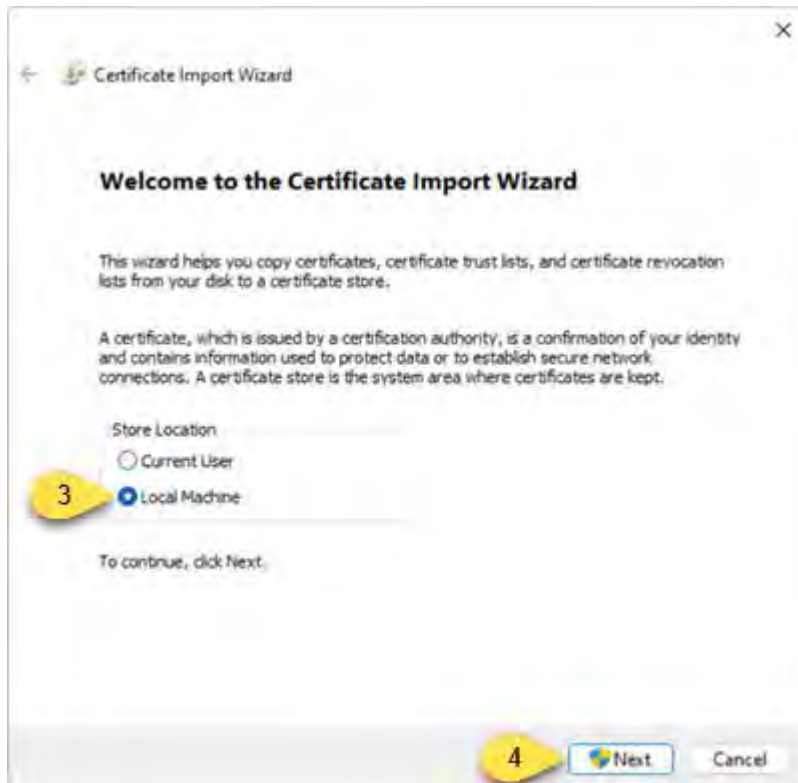 Certificate Import Wizard
Welcome to the Certificate Import Wizard
This wizard helps you copy certificates, certificate trust lists, and certificate revocation
lists from your disk to a certificate store.
A certificate, which is issued by a certification authority, is a confirmation of your identity
and contains information used to protect data or to establish secure network
connections. A certificate store is the system area where certificates are kept.
Store Location
Current User
3 Local Machine
To continue, click Next.
4 Next Cancel